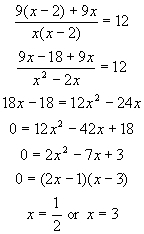 9(x−2)+9x / x(x−2) = 12
9x−18+9x / x²−2x = 12
18x−18=12x²−24x
0=12x²−42x+18
0=2x²−7x+3
0=(2x−1)(x−3)
x = 1/2 or x = 3